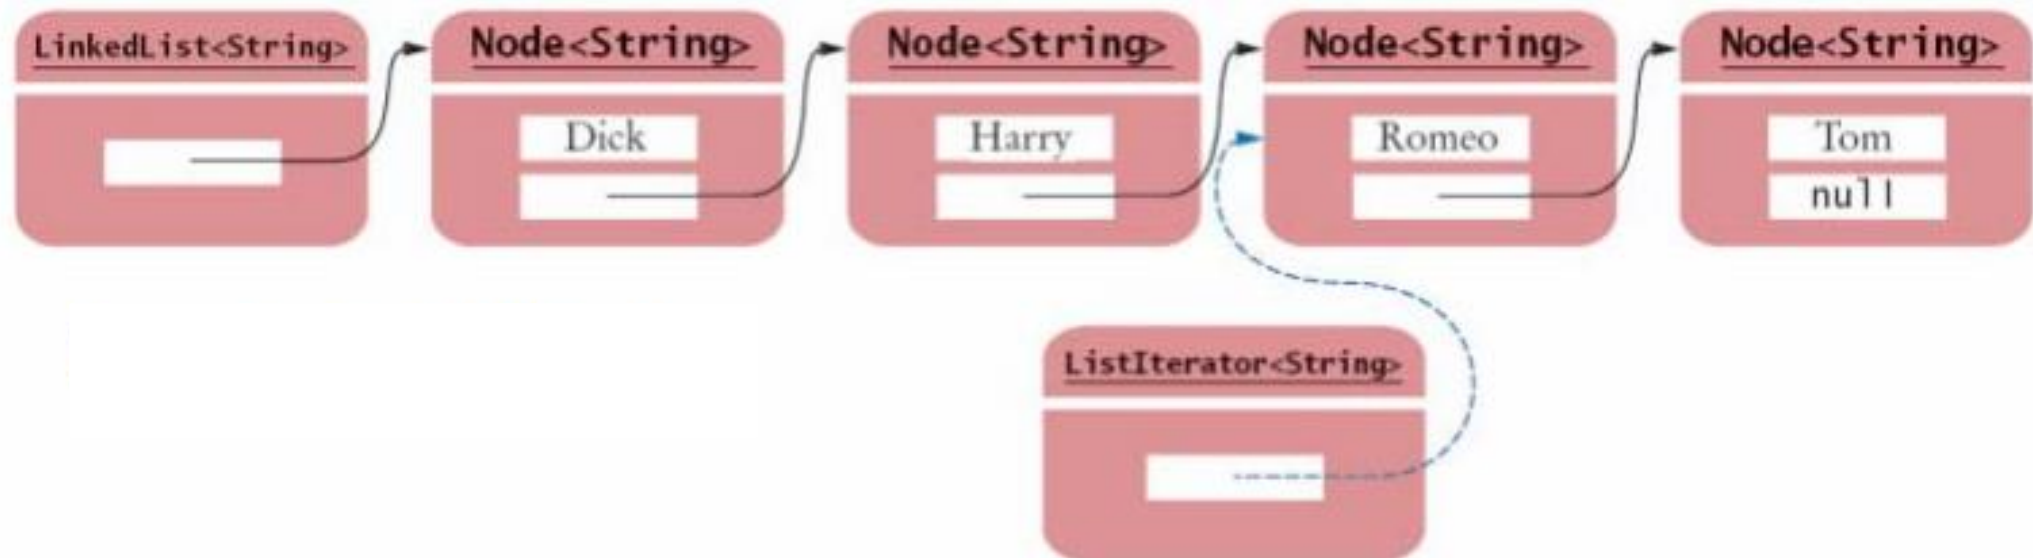 LinkedList<String>
Node<String>
Node<String>
Node<String>
Node<String>
Dick
Harry
Romeo
Tom
null
ListIterator<String>